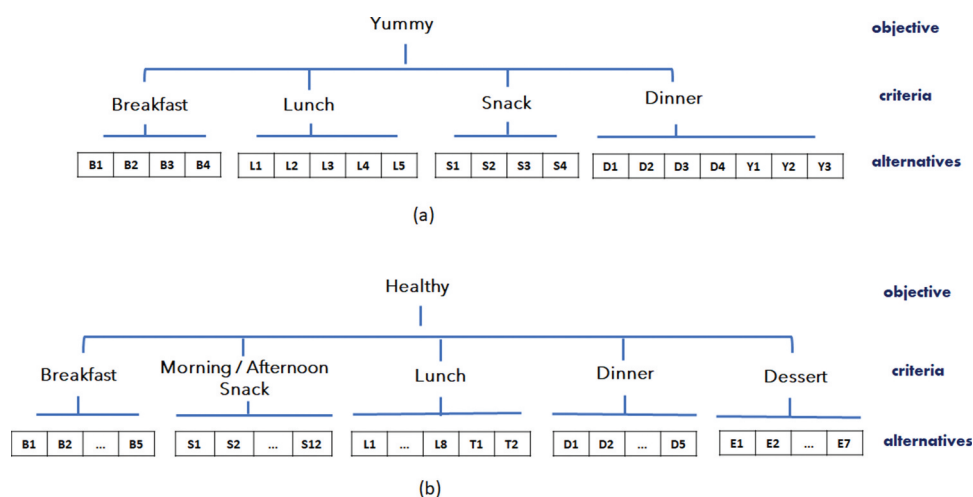 Yummy objective
Breakfast Lunch Snack Dinner criteria
B1 B2 B3 B4 L1 L2 L3 L4 L5 S1 S2 S3 S4 D1 D2 D3 D4 Y1 Y2 Y3 alternatives
(a)
Healthy objective
Breakfast Morning / Afternoon Snack Lunch Dinner Dessert criteria
B1 B2 ... B5 S1 S2 ... S12 L1 ... L8 T1 T2 D1 D2 ... D5 E1 E2 ... E7 alternatives
(b)